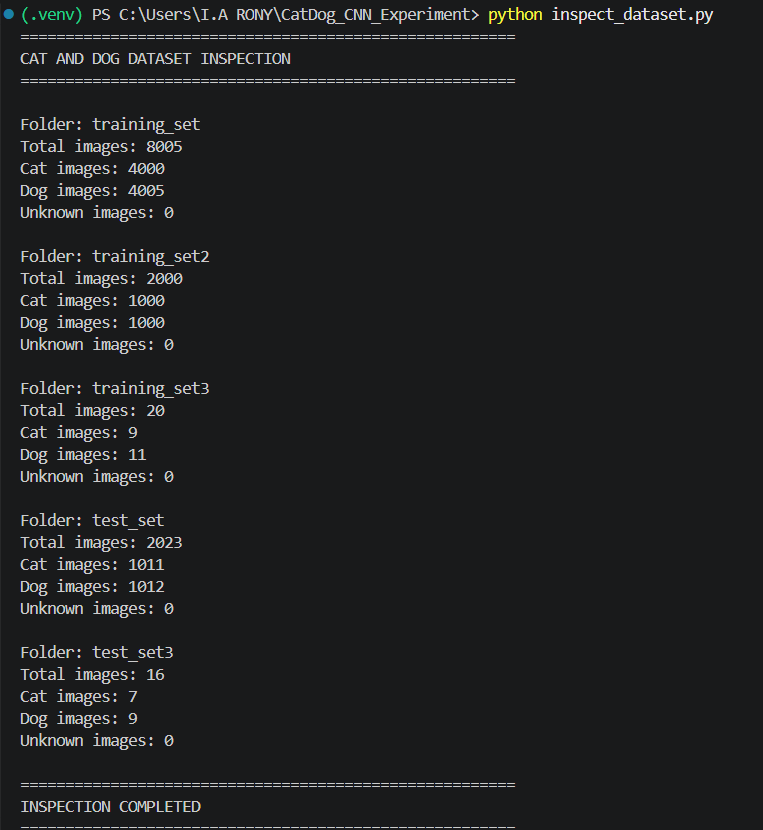 (.venv) PS C:\Users\I.A RONY\CatDog_CNN_Experiment> python inspect_dataset.py
=======================================================
CAT AND DOG DATASET INSPECTION
=======================================================
Folder: training_set
Total images: 8005
Cat images: 4000
Dog images: 4005
Unknown images: 0
Folder: training_set2
Total images: 2000
Cat images: 1000
Dog images: 1000
Unknown images: 0
Folder: training_set3
Total images: 20
Cat images: 9
Dog images: 11
Unknown images: 0
Folder: test_set
Total images: 2023
Cat images: 1011
Dog images: 1012
Unknown images: 0
Folder: test_set3
Total images: 16
Cat images: 7
Dog images: 9
Unknown images: 0
=======================================================
INSPECTION COMPLETED
=======================================================